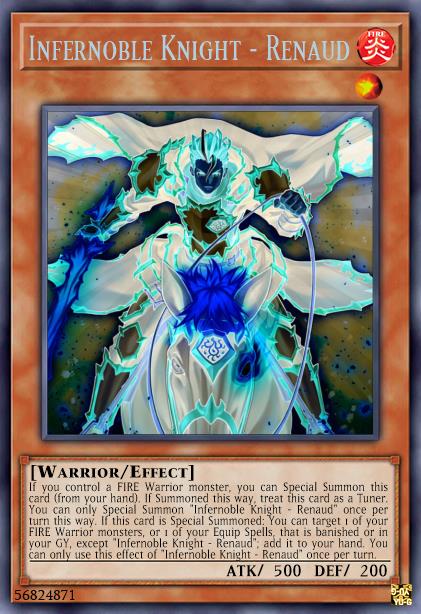 INFERNOBLE KNIGHT - RENAUD
FIRE
炎
[WARRIOR/EFFECT]
If you control a FIRE Warrior monster, you can Special Summon this
card (from your hand). If Summoned this way, treat this card as a Tuner.
You can only Special Summon "Infernoble Knight - Renaud" once per
turn this way. If this card is Special Summoned: You can target 1 of your
FIRE Warrior monsters, or 1 of your Equip Spells, that is banished or in
your GY, except "Infernoble Knight - Renaud"; add it to your hand. You
can only use this effect of "Infernoble Knight - Renaud" once per turn.
ATK/ 500 DEF/ 200
56824871